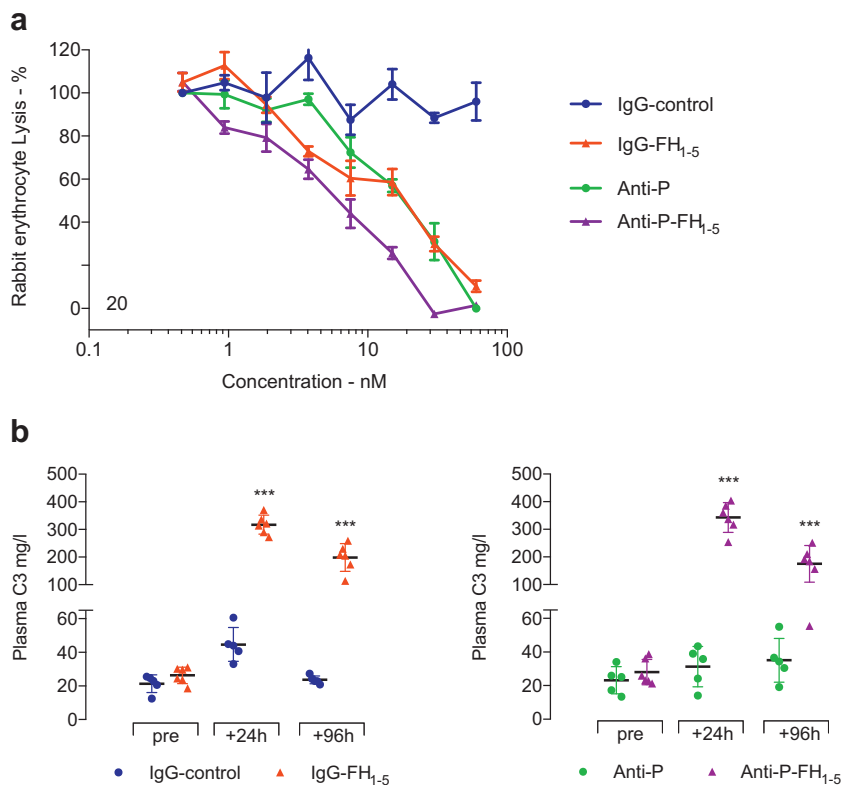 a
Rabbit erythrocyte Lysis - %
120
100
80
60
40
20
0
0.1 1 10 100
Concentration - nM
IgG-control
IgG-FH1-5
Anti-P
Anti-P-FH1-5
b
Plasma C3 mg/l
500
400
300
200
100
60
40
20
0
*** ***
pre +24h +96h
IgG-control IgG-FH1-5
Plasma C3 mg/l
500
400
300
200
100
60
40
20
0
*** ***
pre +24h +96h
Anti-P Anti-P-FH1-5